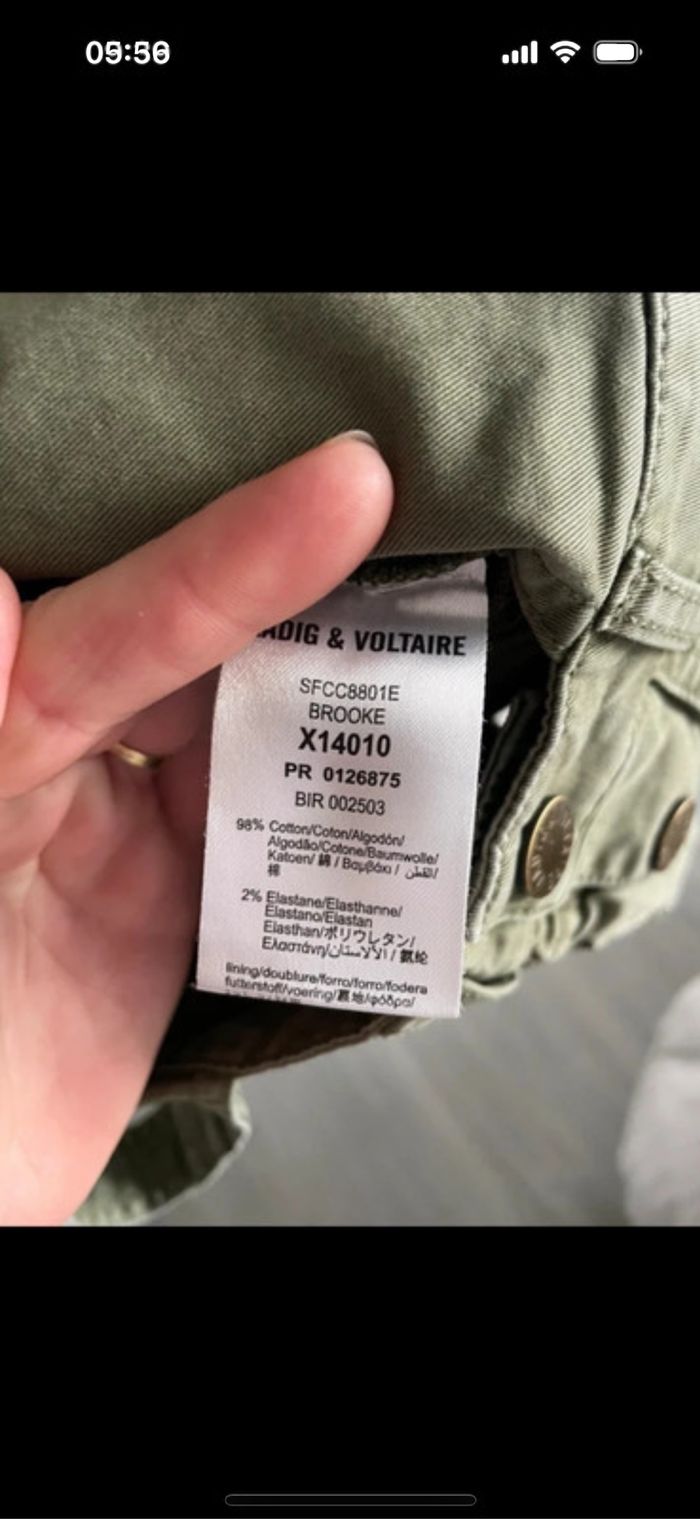 ADIG & VOLTAIRE
SFCC8801E
BROOKE
X14010
PR 0126875
BIR 002503
98% Cotton/Coton/Algodón/
Algodão/Cotone/Baumwolle/
Katoen/ 綿 / Βαμβάκι / القطن/
棉
2% Elastane/Elasthanne/
Elastano/Elastan
Elasthan/ポリウレタン/
Ελαστάνη/الإلاستان / 氨纶
lining/doublure/forro/forro/fodera
futterstoff/voering/裏地/φόδρα/